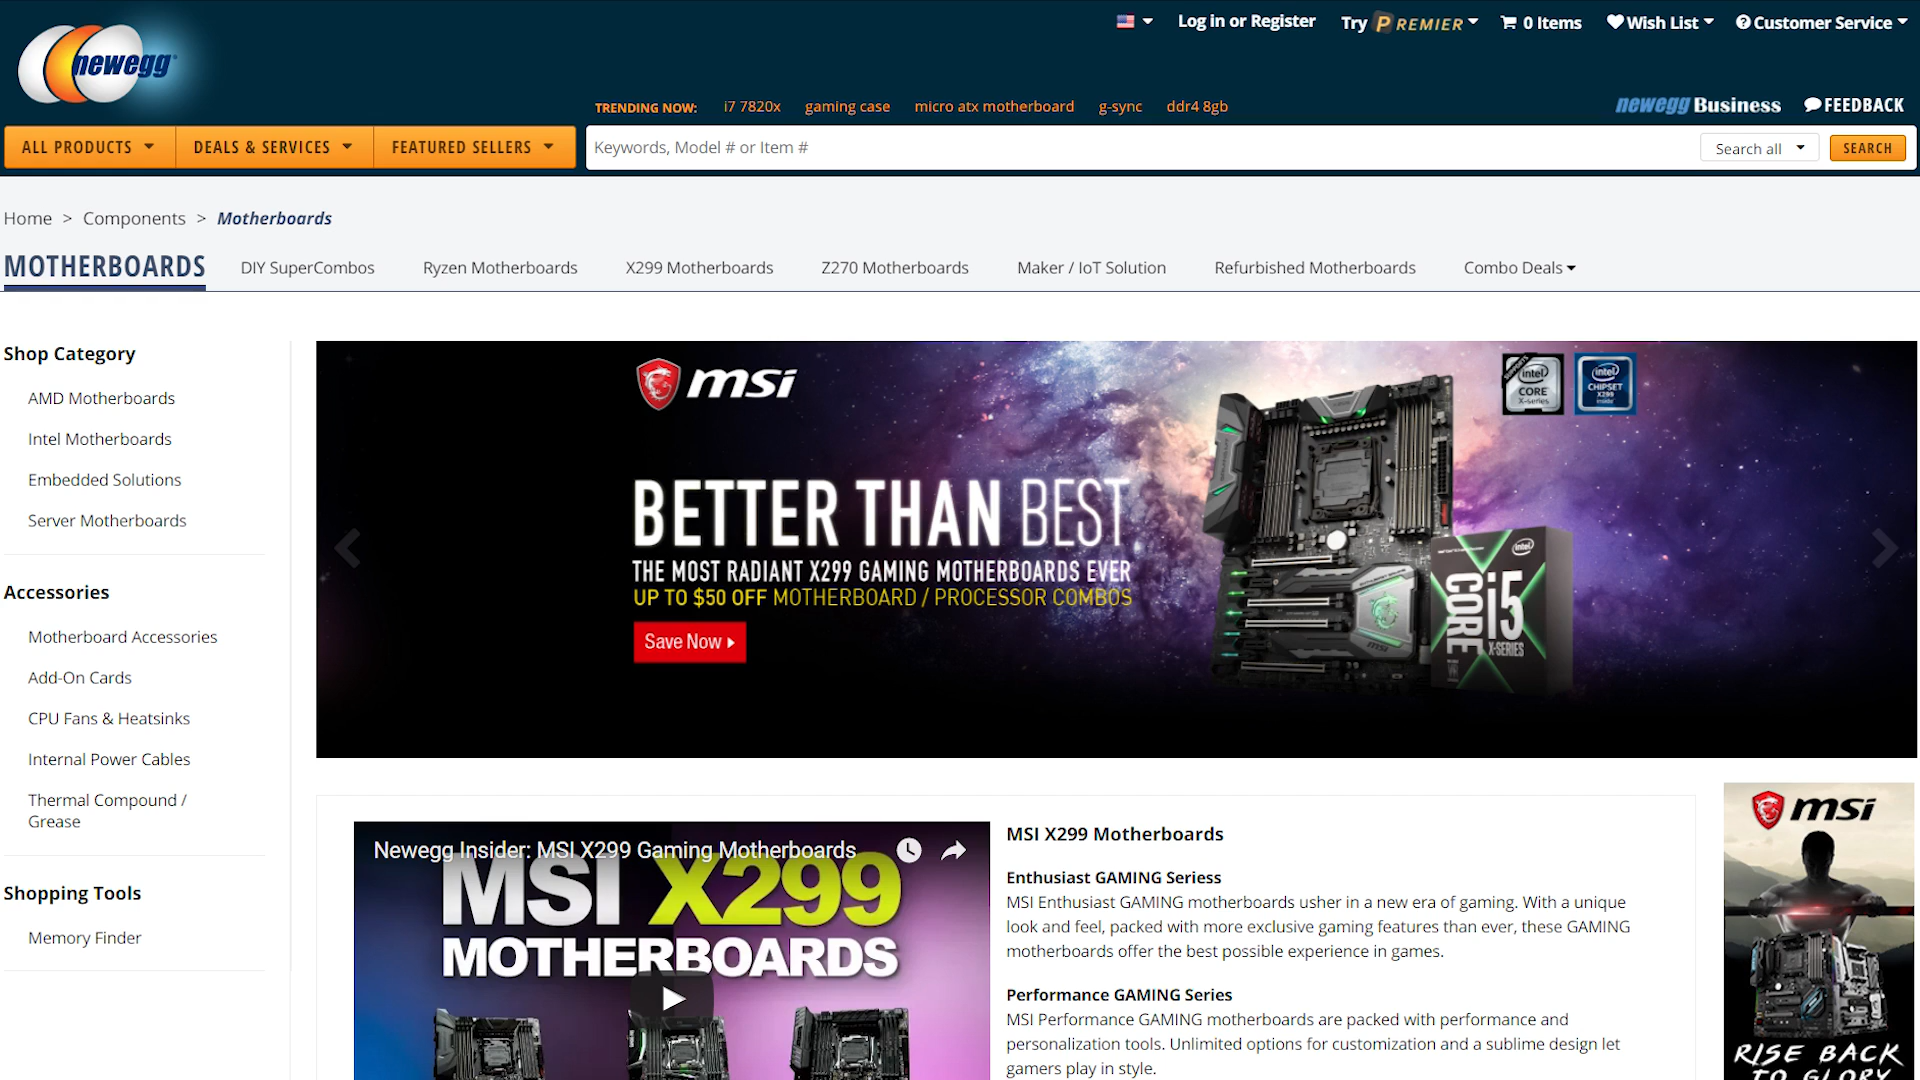 Log in or Register
Try PREMIER
0 Items
Wish List
Customer Service
newegg
TRENDING NOW:
i7 7820x
gaming case
micro atx motherboard
g-sync
ddr4 8gb
newegg Business
FEEDBACK
ALL PRODUCTS
DEALS & SERVICES
FEATURED SELLERS
Keywords, Model # or Item #
Search all
SEARCH
Home > Components > Motherboards
MOTHERBOARDS
DIY SuperCombos
Ryzen Motherboards
X299 Motherboards
Z270 Motherboards
Maker / IoT Solution
Refurbished Motherboards
Combo Deals
Shop Category
AMD Motherboards
Intel Motherboards
Embedded Solutions
Server Motherboards
Accessories
Motherboard Accessories
Add-On Cards
CPU Fans & Heatsinks
Internal Power Cables
Thermal Compound /
Grease
Shopping Tools
Memory Finder
msi
BETTER THAN BEST
THE MOST RADIANT X299 GAMING MOTHERBOARDS EVER
UP TO $50 OFF MOTHERBOARD / PROCESSOR COMBOS
Save Now
intel
CORE
X-series
intel
CHIPSET
X299
inside
intel
CORE i5
X-SERIES
msi
Newegg Insider: MSI X299 Gaming Motherboards
MSI X299
MOTHERBOARDS
MSI X299 Motherboards
Enthusiast GAMING Seriess
MSI Enthusiast GAMING motherboards usher in a new era of gaming. With a unique
look and feel, packed with more exclusive gaming features than ever, these GAMING
motherboards offer the best possible experience in games.
Performance GAMING Series
MSI Performance GAMING motherboards are packed with performance and
personalization tools. Unlimited options for customization and a sublime design let
gamers play in style.
msi
RISE BACK
TO GLORY